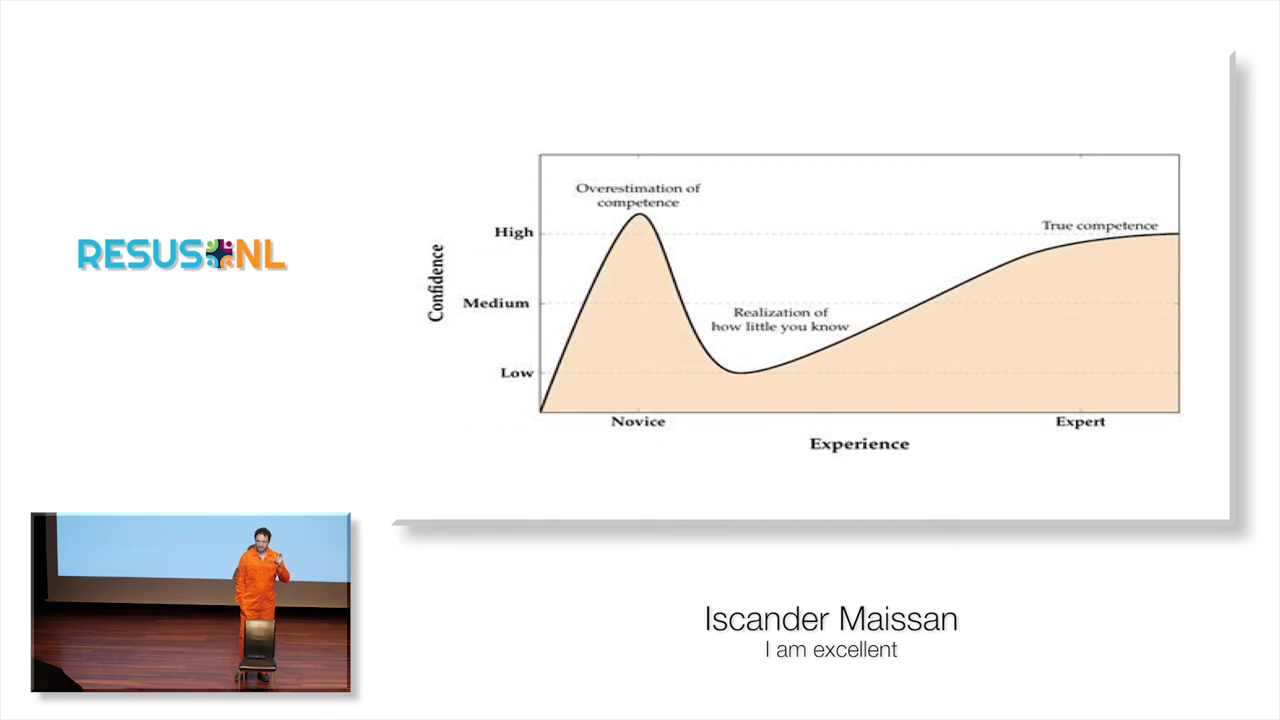 RESUS NL
Overestimation of
competence
True competence
High
Confidence
Medium
Realization of
how little you know
Low
Novice
Expert
Experience
Iscander Maissan
I am excellent